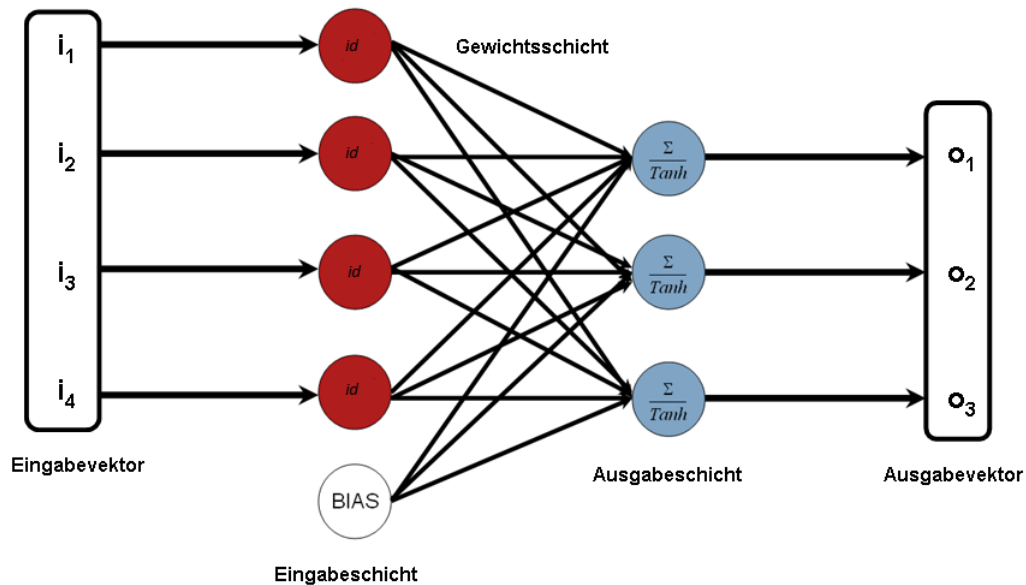 i1
id
Gewichtsschicht
i2
id
Σ
Tanh
o1
i3
id
Σ
Tanh
o2
i4
id
Σ
Tanh
o3
Eingabevektor
BIAS
Ausgabeschicht
Ausgabevektor
Eingabeschicht